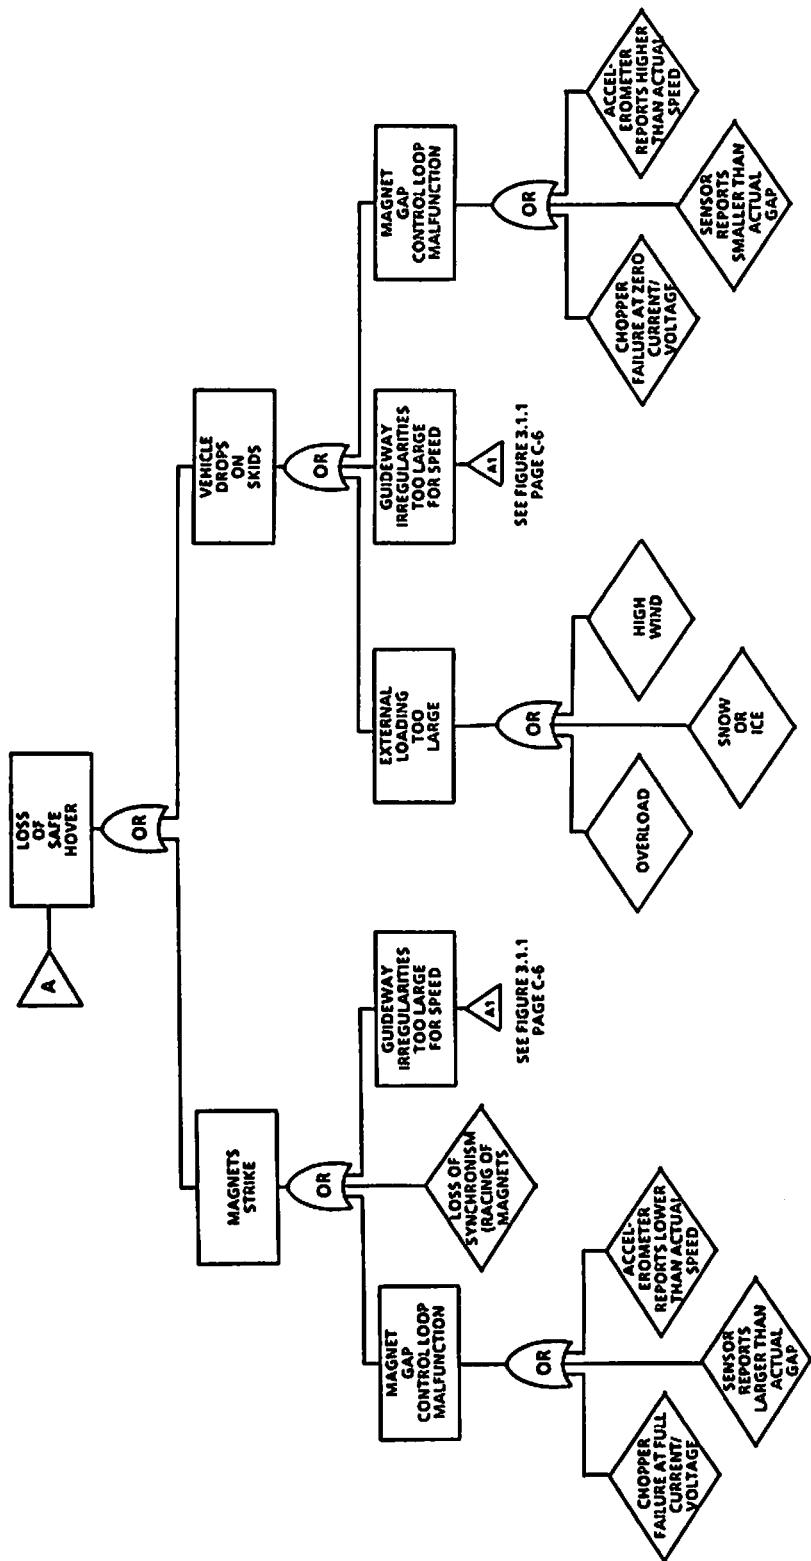 A
LOSS
OF
SAFE
HOVER
OR
MAGNETS
STRIKE
OR
VEHICLE
DROPS
ON
SKIDS
OR
MAGNET
GAP
CONTROL LOOP
MALFUNCTION
OR
LOSS OF
SYNCHRONISM
(RACING OF
MAGNETS
GUIDEWAY
IRREGULARITIES
TOO LARGE
FOR SPEED
A1
SEE FIGURE 3.1.1
PAGE C-6
EXTERNAL
LOADING
TOO
LARGE
OR
GUIDEWAY
IRREGULARITIES
TOO LARGE
FOR SPEED
A1
SEE FIGURE 3.1.1
PAGE C-6
MAGNET
GAP
CONTROL LOOP
MALFUNCTION
OR
CHOPPER
FAILURE AT FULL
CURRENT/
VOLTAGE
SENSOR
REPORTS
LARGER THAN
ACTUAL
GAP
ACCEL-
EROMETER
REPORTS LOWER
THAN ACTUAL
SPEED
OVERLOAD
SNOW
OR
ICE
HIGH
WIND
CHOPPER
FAILURE AT ZERO
CURRENT/
VOLTAGE
SENSOR
REPORTS
SMALLER THAN
ACTUAL
GAP
ACCEL-
EROMETER
REPORTS HIGHER
THAN ACTUAL
SPEED